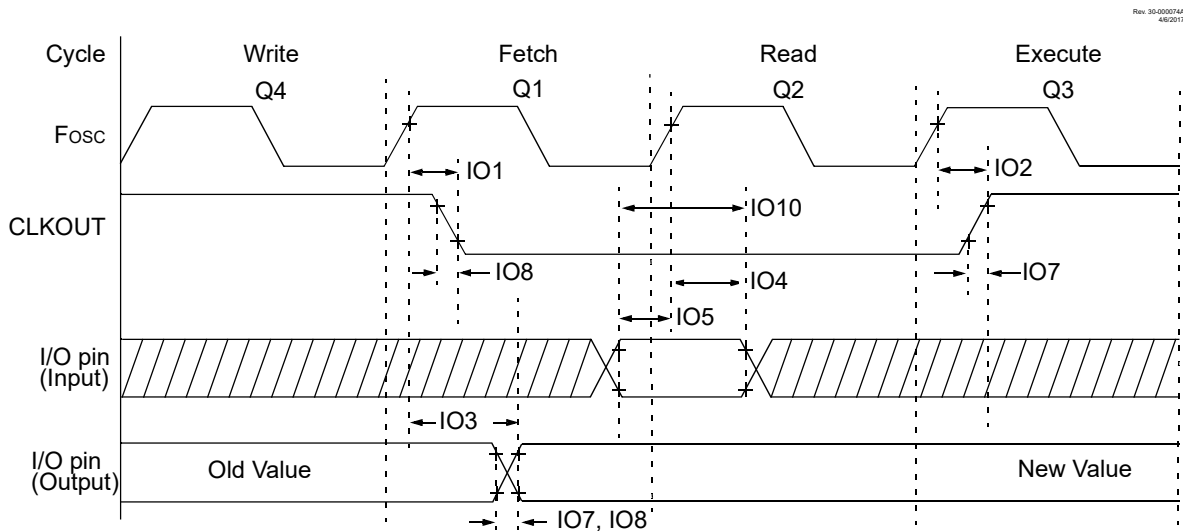 Rev. 30-000074A
4/6/2017
Cycle Write Fetch Read Execute
Q4 Q1 Q2 Q3
FOSC
IO1 IO2
CLKOUT
IO10
IO8 IO7
IO4
IO5
I/O pin
(Input)
IO3
I/O pin
(Output)
Old Value New Value
IO7, IO8